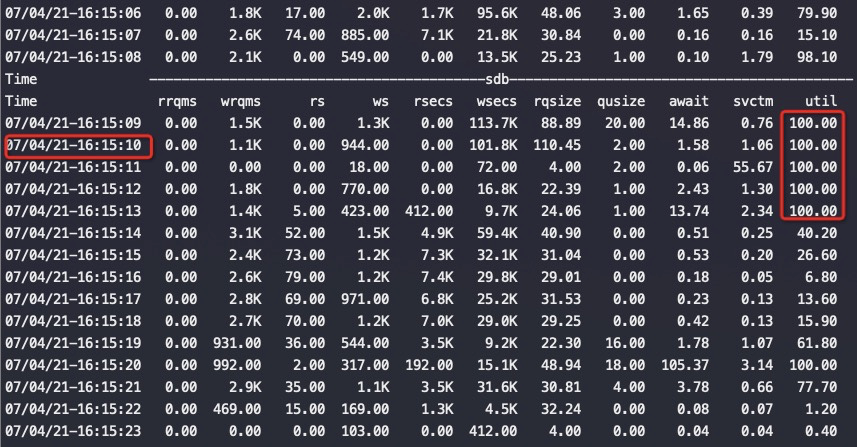 07/04/21-16:15:06 0.00 1.8K 17.00 2.0K 1.7K 95.6K 48.06 3.00 1.65 0.39 79.90
07/04/21-16:15:07 0.00 2.6K 74.00 885.00 7.1K 21.8K 30.84 0.00 0.16 0.16 15.10
07/04/21-16:15:08 0.00 2.1K 0.00 549.00 0.00 13.5K 25.23 1.00 0.10 1.79 98.10
Time sdb
Time rrqms wrqms rs ws rsecs wsecs rqsize qusize await svctm util
07/04/21-16:15:09 0.00 1.5K 0.00 1.3K 0.00 113.7K 88.89 20.00 14.86 0.76 100.00
07/04/21-16:15:10 0.00 1.1K 0.00 944.00 0.00 101.8K 110.45 2.00 1.58 1.06 100.00
07/04/21-16:15:11 0.00 0.00 0.00 18.00 0.00 72.00 4.00 2.00 0.06 55.67 100.00
07/04/21-16:15:12 0.00 1.8K 0.00 770.00 0.00 16.8K 22.39 1.00 2.43 1.30 100.00
07/04/21-16:15:13 0.00 1.4K 5.00 423.00 412.00 9.7K 24.06 1.00 13.74 2.34 100.00
07/04/21-16:15:14 0.00 3.1K 52.00 1.5K 4.9K 59.4K 40.90 0.00 0.51 0.25 40.20
07/04/21-16:15:15 0.00 2.4K 73.00 1.2K 7.3K 32.1K 31.04 0.00 0.53 0.20 26.60
07/04/21-16:15:16 0.00 2.6K 79.00 1.2K 7.4K 29.8K 29.01 0.00 0.18 0.05 6.80
07/04/21-16:15:17 0.00 2.8K 69.00 971.00 6.8K 25.2K 31.53 0.00 0.23 0.13 13.60
07/04/21-16:15:18 0.00 2.7K 70.00 1.2K 7.0K 29.0K 29.25 0.00 0.42 0.13 15.90
07/04/21-16:15:19 0.00 931.00 36.00 544.00 3.5K 9.2K 22.30 16.00 1.78 1.07 61.80
07/04/21-16:15:20 0.00 992.00 2.00 317.00 192.00 15.1K 48.94 18.00 105.37 3.14 100.00
07/04/21-16:15:21 0.00 2.9K 35.00 1.1K 3.5K 31.6K 30.81 4.00 3.78 0.66 77.70
07/04/21-16:15:22 0.00 469.00 15.00 169.00 1.3K 4.5K 32.24 0.00 0.08 0.07 1.20
07/04/21-16:15:23 0.00 0.00 0.00 103.00 0.00 412.00 4.00 0.00 0.04 0.04 0.40